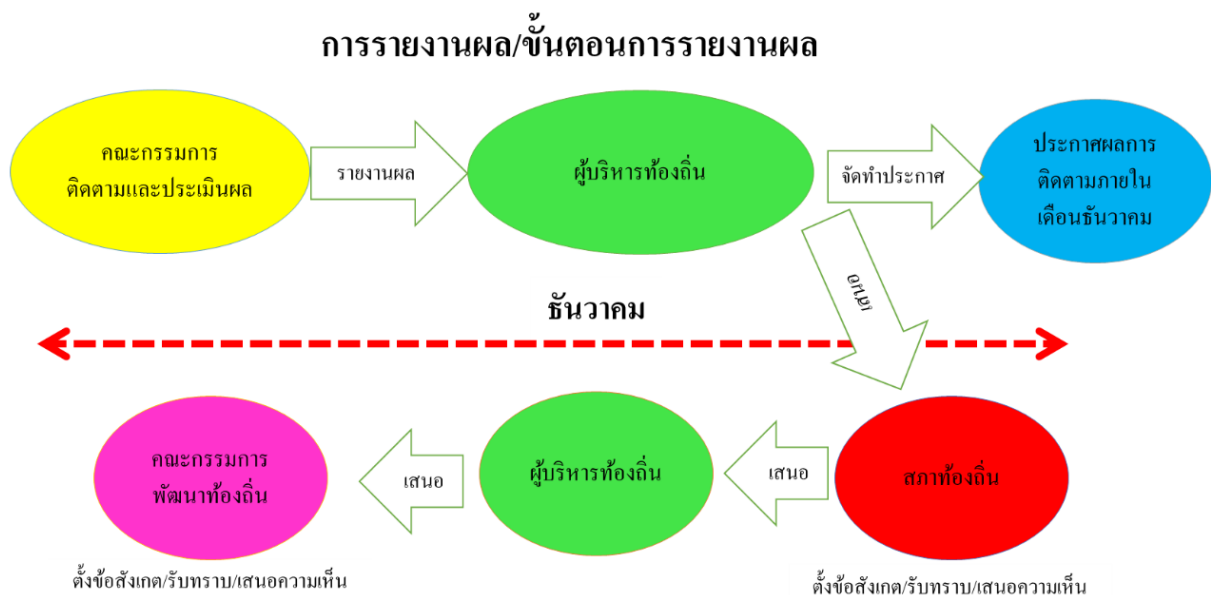 การรายงานผล/ขั้นตอนการรายงานผล
คณะกรรมการ
ติดตามและประเมินผล
รายงานผล
ผู้บริหารท้องถิ่น
จัดทำประกาศ
ประกาศผลการ
ติดตามภายใน
เดือนธันวาคม
เสนอ
ธันวาคม
คณะกรรมการ
พัฒนาท้องถิ่น
เสนอ
ผู้บริหารท้องถิ่น
เสนอ
สภาท้องถิ่น
ตั้งข้อสังเกต/รับทราบ/เสนอความเห็น
ตั้งข้อสังเกต/รับทราบ/เสนอความเห็น